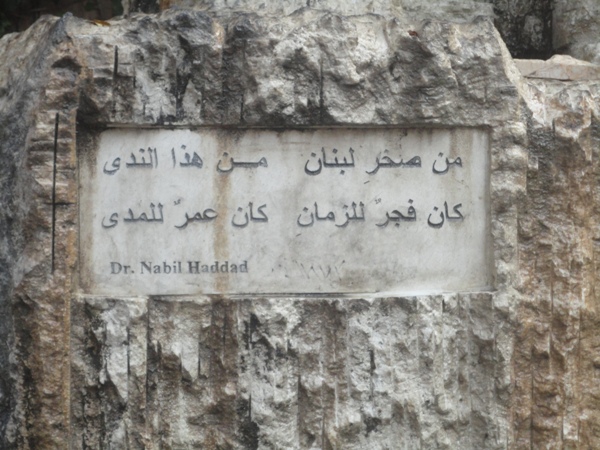 من صخرِ لبنان مـن هذا الندى
كان فجرٌ للزمانِ كان عمرٌ للمدى
Dr. Nabil Haddad